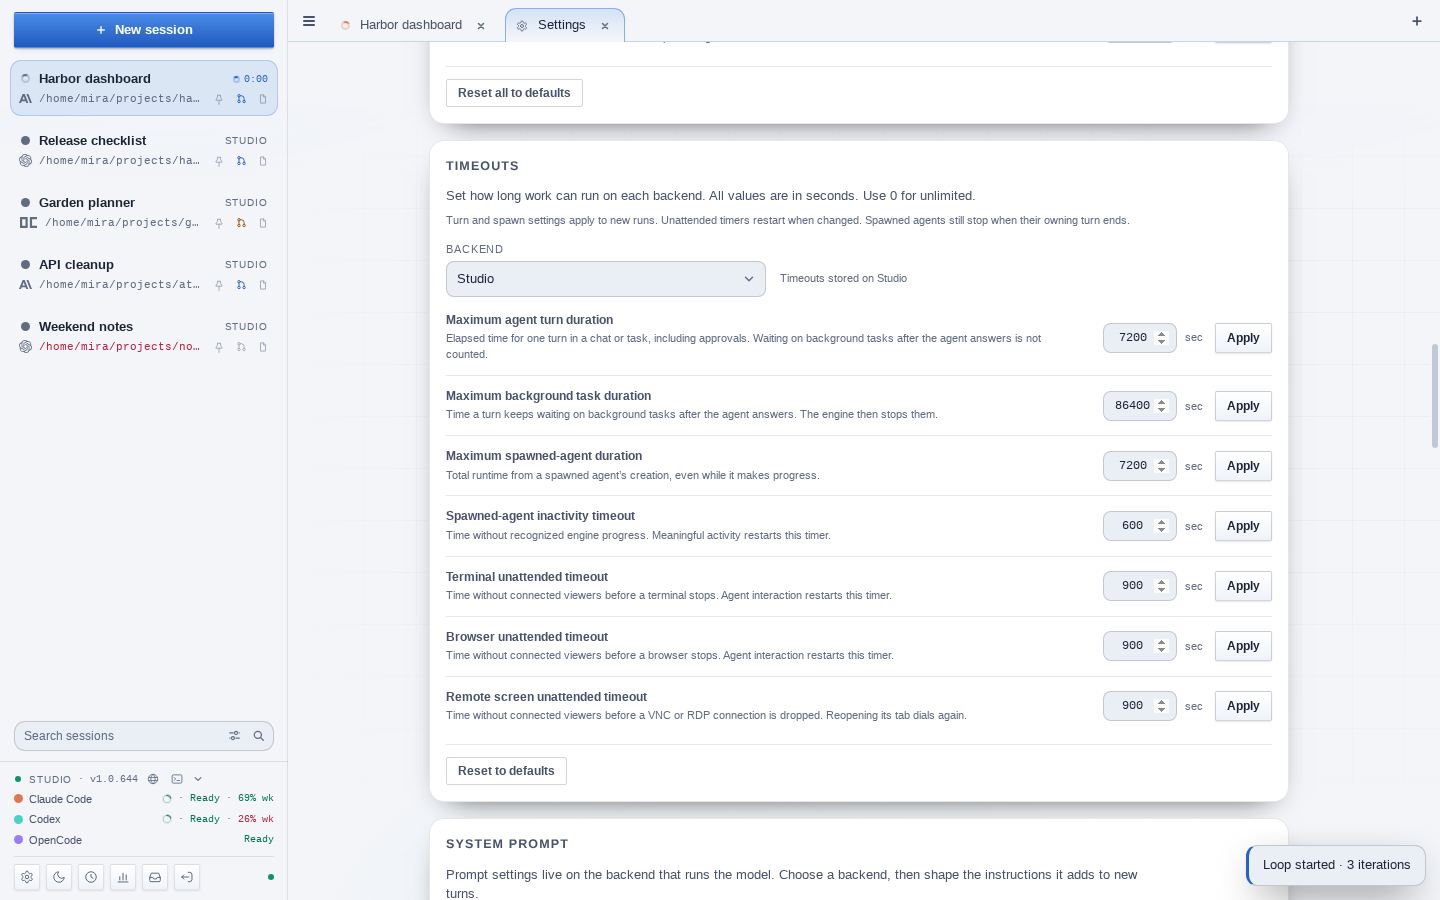 + New session
Harbor dashboard 0:00
/home/mira/projects/ha…
Release checklist STUDIO
/home/mira/projects/ha…
Garden planner STUDIO
/home/mira/projects/g…
API cleanup STUDIO
/home/mira/projects/at…
Weekend notes STUDIO
/home/mira/projects/no…
Search sessions
STUDIO · v1.0.644
Claude Code · Ready · 69% wk
Codex · Ready · 26% wk
OpenCode Ready
Harbor dashboard ×
Settings ×
+
Reset all to defaults
TIMEOUTS
Set how long work can run on each backend. All values are in seconds. Use 0 for unlimited.
Turn and spawn settings apply to new runs. Unattended timers restart when changed. Spawned agents still stop when their owning turn ends.
BACKEND
Studio Timeouts stored on Studio
Maximum agent turn duration
Elapsed time for one turn in a chat or task, including approvals. Waiting on background tasks after the agent answers is not
counted.
7200 sec Apply
Maximum background task duration
Time a turn keeps waiting on background tasks after the agent answers. The engine then stops them.
86400 sec Apply
Maximum spawned-agent duration
Total runtime from a spawned agent's creation, even while it makes progress.
7200 sec Apply
Spawned-agent inactivity timeout
Time without recognized engine progress. Meaningful activity restarts this timer.
600 sec Apply
Terminal unattended timeout
Time without connected viewers before a terminal stops. Agent interaction restarts this timer.
900 sec Apply
Browser unattended timeout
Time without connected viewers before a browser stops. Agent interaction restarts this timer.
900 sec Apply
Remote screen unattended timeout
Time without connected viewers before a VNC or RDP connection is dropped. Reopening its tab dials again.
900 sec Apply
Reset to defaults
SYSTEM PROMPT
Prompt settings live on the backend that runs the model. Choose a backend, then shape the instructions it adds to new
turns.
Loop started · 3 iterations